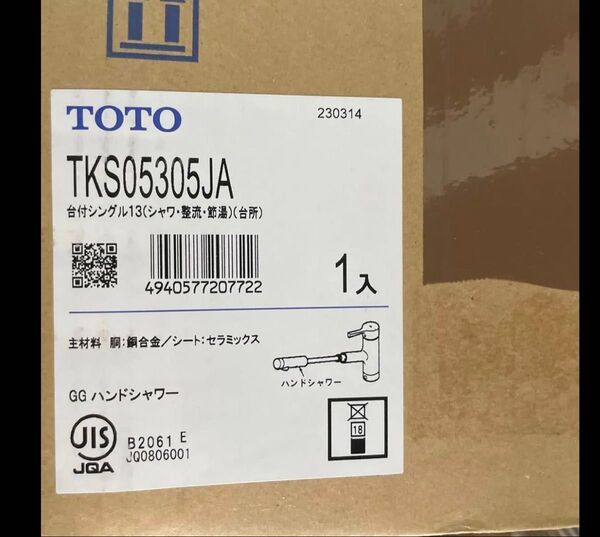 TOTO
230314
TKS05305JA
台付シングル13(シャワ・整流・節湯)(台所)
4940577207722
1入
主材料 胴:銅合金/シート:セラミックス
ハンドシャワー
GG ハンドシャワー
18
JIS
JQA
B2061 E
JQ0806001